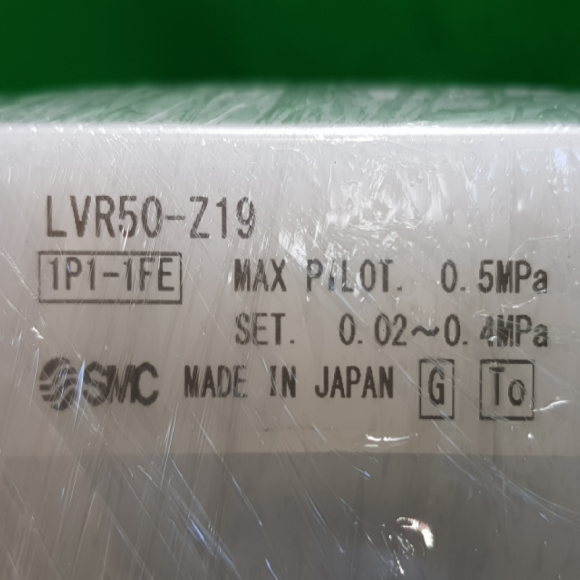 LVR50-Z19
1P1-1FE MAX PILOT. 0.5MPa
SET. 0.02~0.4MPa
SMC MADE IN JAPAN G To